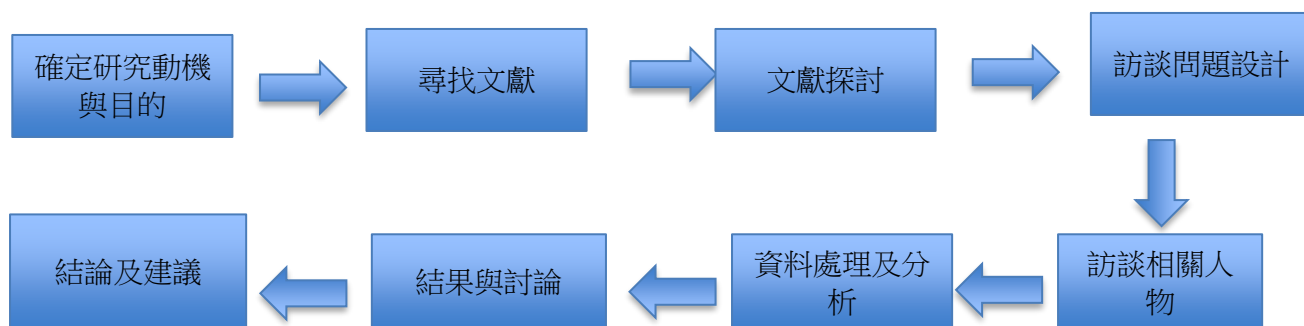 確定研究動機
與目的
尋找文獻
文獻探討
訪談問題設計
訪談相關人
物
資料處理及分
析
結果與討論
結論及建議